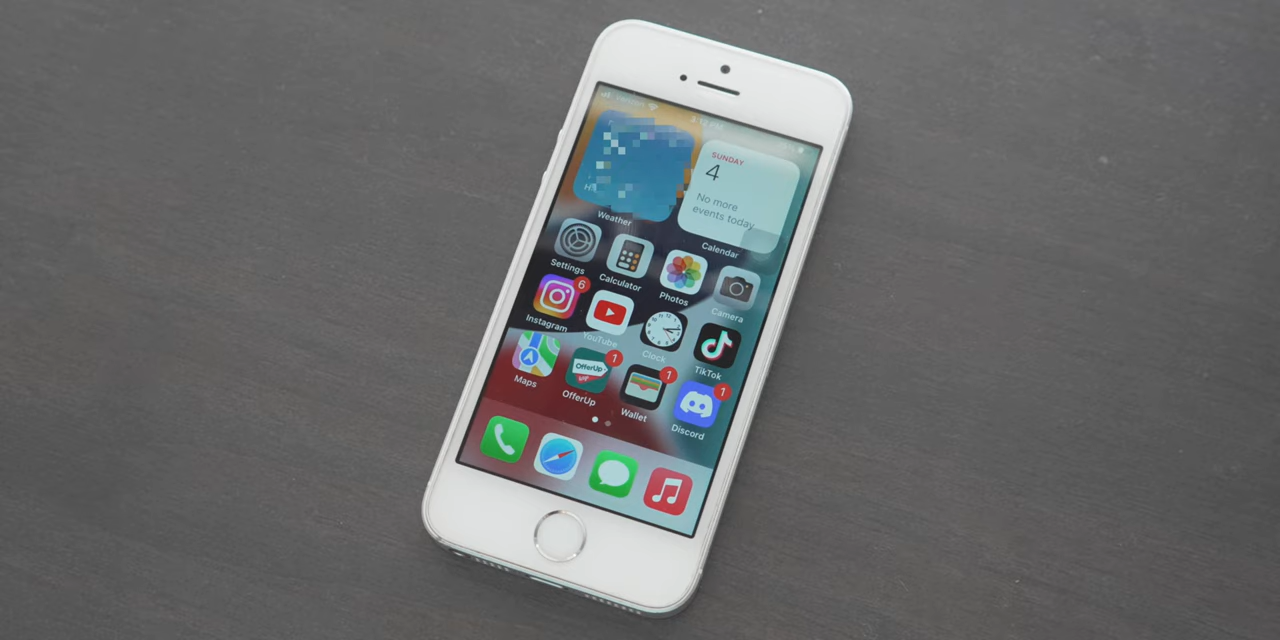 SUNDAY
4
No more
events today
Weather
Calendar
Settings
Calculator
Photos
Camera
6
Instagram
YouTube
Clock
TikTok
Maps
1
OfferUp
OfferUp
1
Wallet
1
Discord